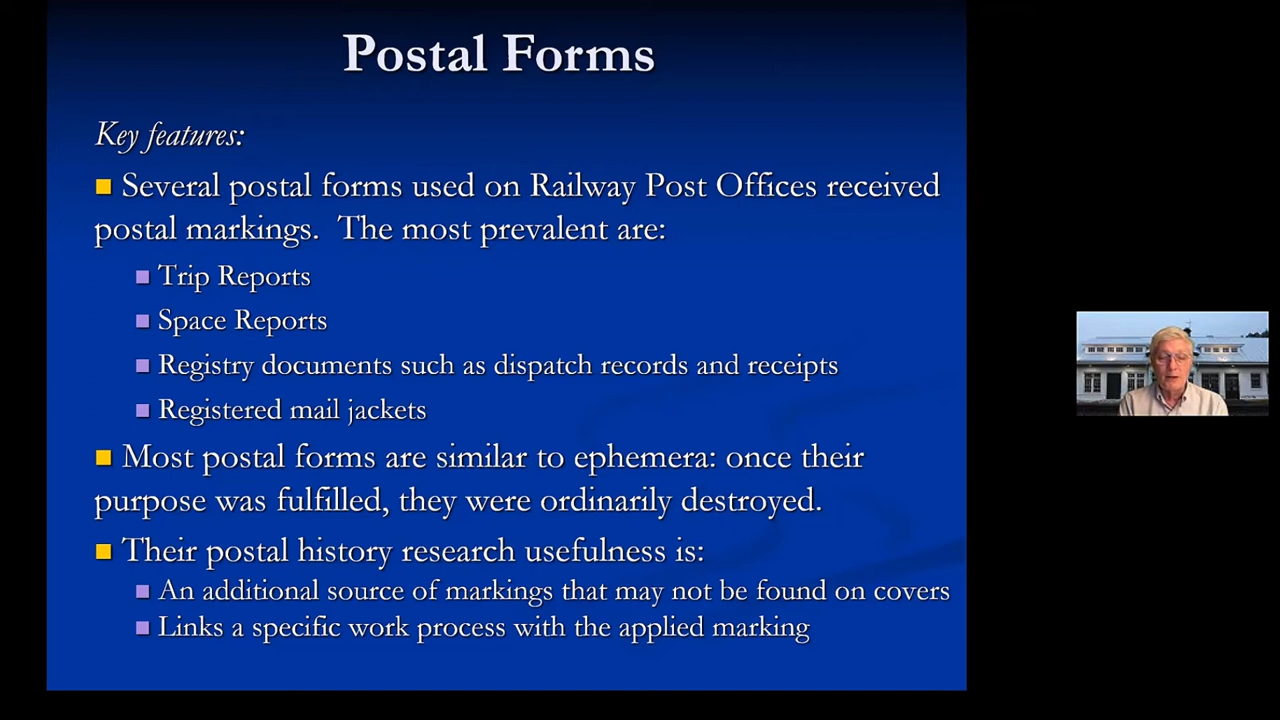 Postal Forms
Key features:
■ Several postal forms used on Railway Post Offices received
postal markings.  The most prevalent are:
■ Trip Reports
■ Space Reports
■ Registry documents such as dispatch records and receipts
■ Registered mail jackets
■ Most postal forms are similar to ephemera: once their
purpose was fulfilled, they were ordinarily destroyed.
■ Their postal history research usefulness is:
■ An additional source of markings that may not be found on covers
■ Links a specific work process with the applied marking